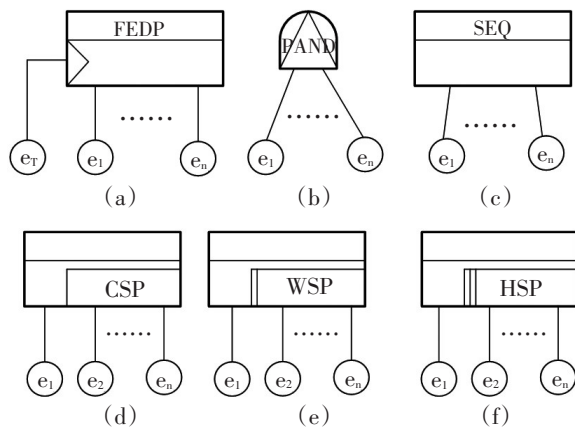 FEDP
PAND
SEQ
······
······
······
eT
e1
en
e1
en
e1
en
(a)
(b)
(c)
CSP
WSP
HSP
······
······
······
e1
e2
en
e1
e2
en
e1
e2
en
(d)
(e)
(f)